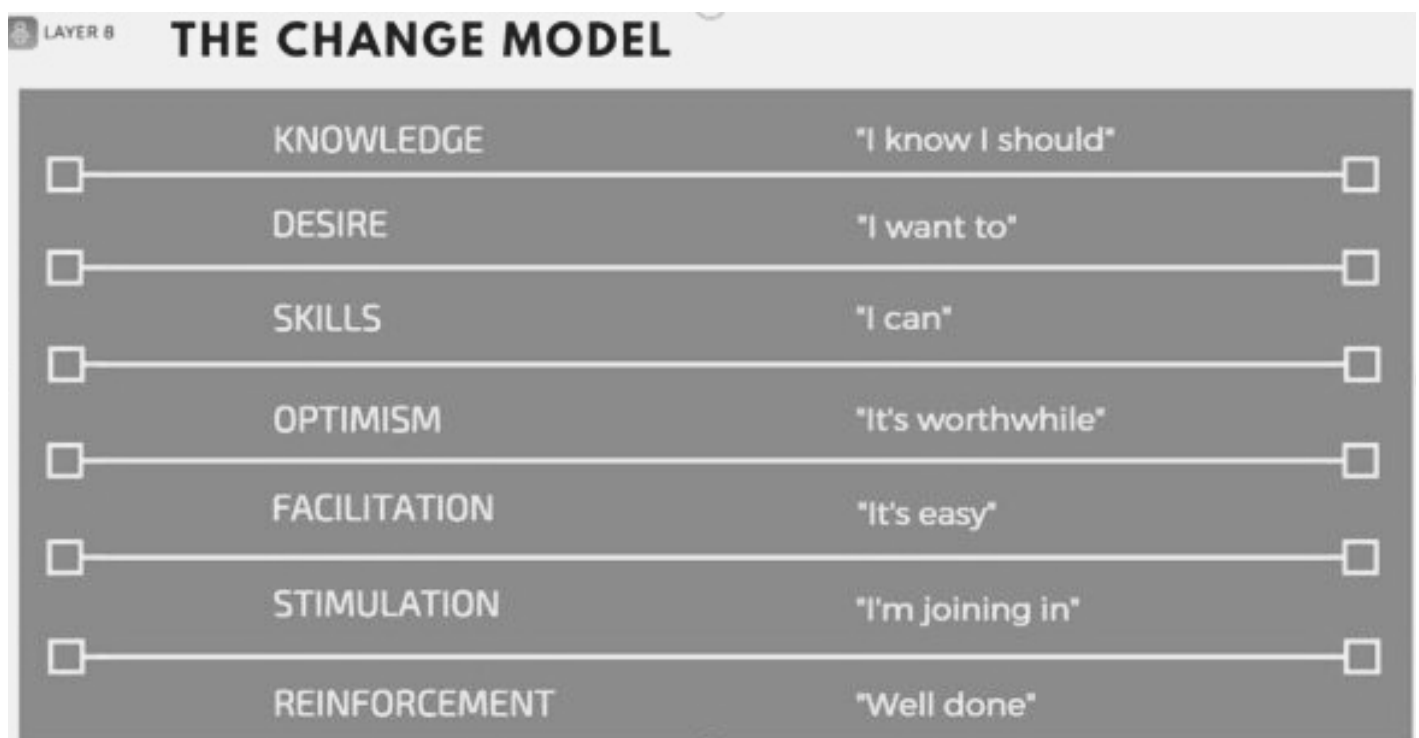 LAYER 8
THE CHANGE MODEL
KNOWLEDGE "I know I should"
DESIRE "I want to"
SKILLS "I can"
OPTIMISM "It's worthwhile"
FACILITATION "It's easy"
STIMULATION "I'm joining in"
REINFORCEMENT "Well done"